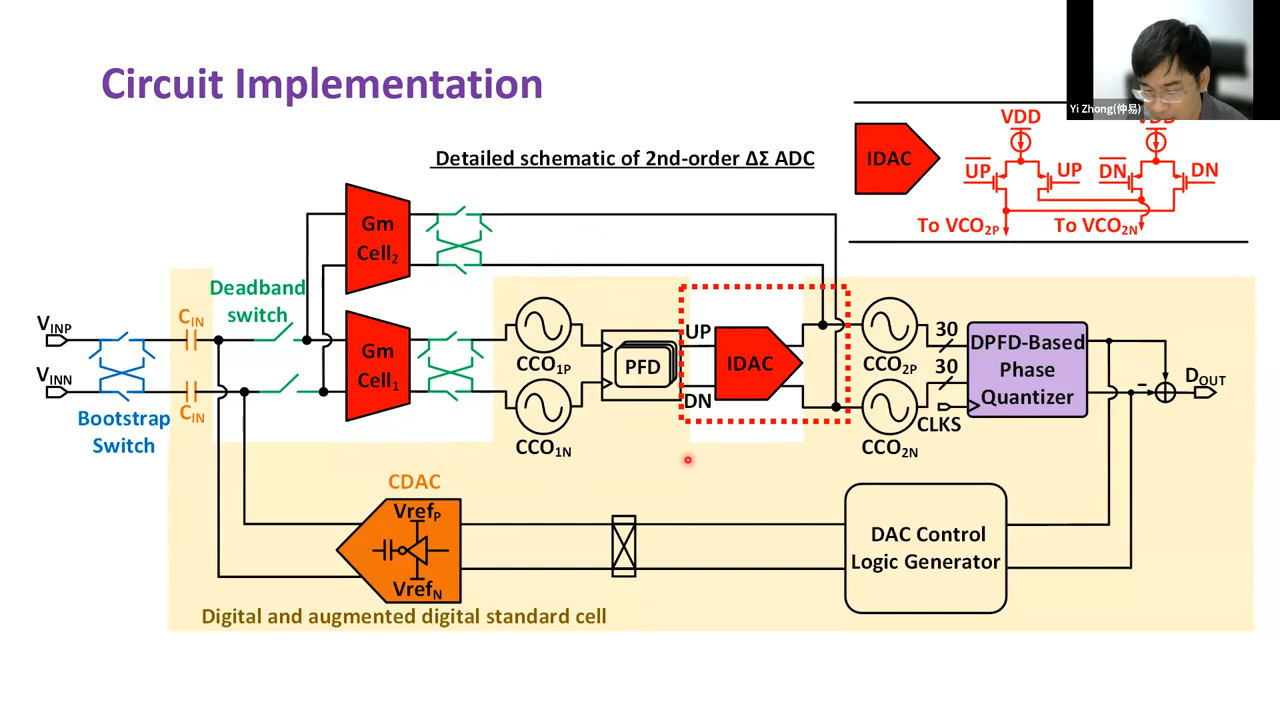 Circuit Implementation
Yi Zhong(仲易)
Detailed schematic of 2nd-order ΔΣ ADC
IDAC
VDD
VDD
UP
UP
DN
DN
To VCO2P
To VCO2N
Gm
Cell2
Deadband
switch
CIN
VINP
VINN
CIN
Bootstrap
Switch
Gm
Cell1
CCO1P
CCO1N
PFD
UP
DN
IDAC
CCO2P
CCO2N
30
30
CLKS
DPFD-Based
Phase
Quantizer
-
DOUT
CDAC
VrefP
VrefN
DAC Control
Logic Generator
Digital and augmented digital standard cell